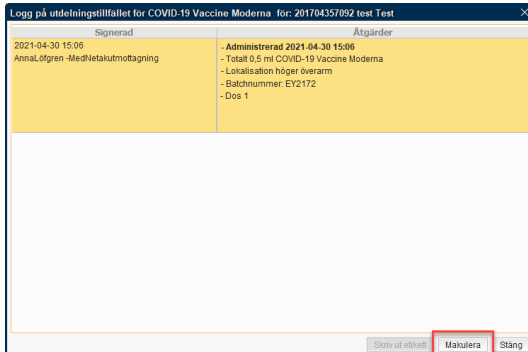 Logg på utdelningstillfället för COVID-19 Vaccine Moderna för: 201704357092 test Test
Signerad
Åtgärder
2021-04-30 15:06
AnnaLöfgren -MedNetakutmottagning
- Administrerad 2021-04-30 15:06
- Totalt 0,5 ml COVID-19 Vaccine Moderna
- Lokalisation höger överarm
- Batchnummer: EY2172
- Dos 1
Skriv ut etikett
Makulera
Stäng